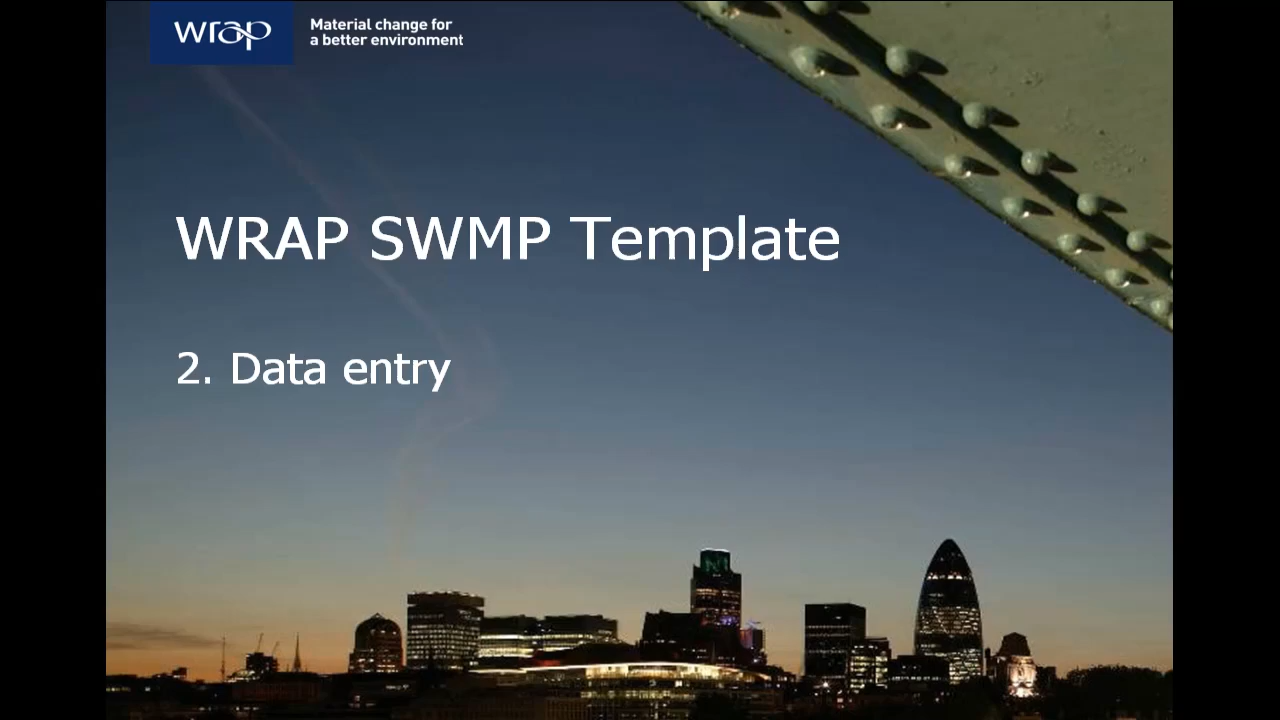 wrap
Material change for
a better environment
WRAP SWMP Template
2. Data entry